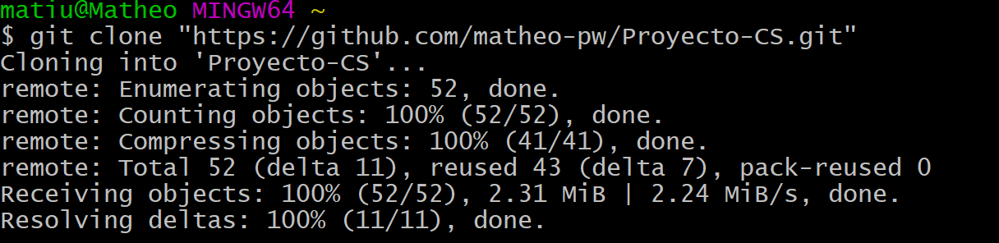 matiu@Matheo MINGW64 ~
$ git clone "https://github.com/matheo-pw/Proyecto-CS.git"
Cloning into 'Proyecto-CS'...
remote: Enumerating objects: 52, done.
remote: Counting objects: 100% (52/52), done.
remote: Compressing objects: 100% (41/41), done.
remote: Total 52 (delta 11), reused 43 (delta 7), pack-reused 0
Receiving objects: 100% (52/52), 2.31 MiB | 2.24 MiB/s, done.
Resolving deltas: 100% (11/11), done.